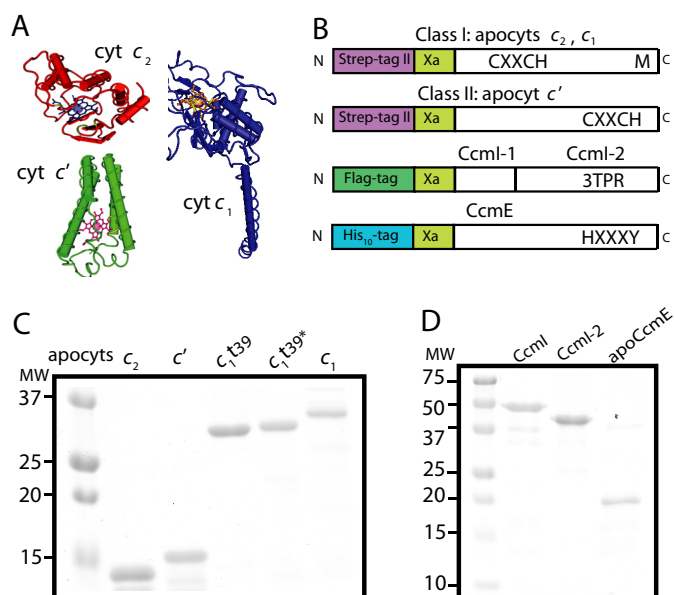 A
cyt c₂
cyt c'
cyt c₁
B
Class I: apocyts c₂ , c₁
N Strep-tag II Xa CXXCH M C
Class II: apocyt c'
N Strep-tag II Xa CXXCH C
CcmI-1 CcmI-2
N Flag-tag Xa 3TPR C
CcmE
N His₁₀-tag Xa HXXXY C
C
apocyts c₂ c' c₁t39 c₁t39* c₁
MW
37
25
20
15
D
MW CcmI CcmI-2 apoCcmE
75
50
37
25
20
15
10
*